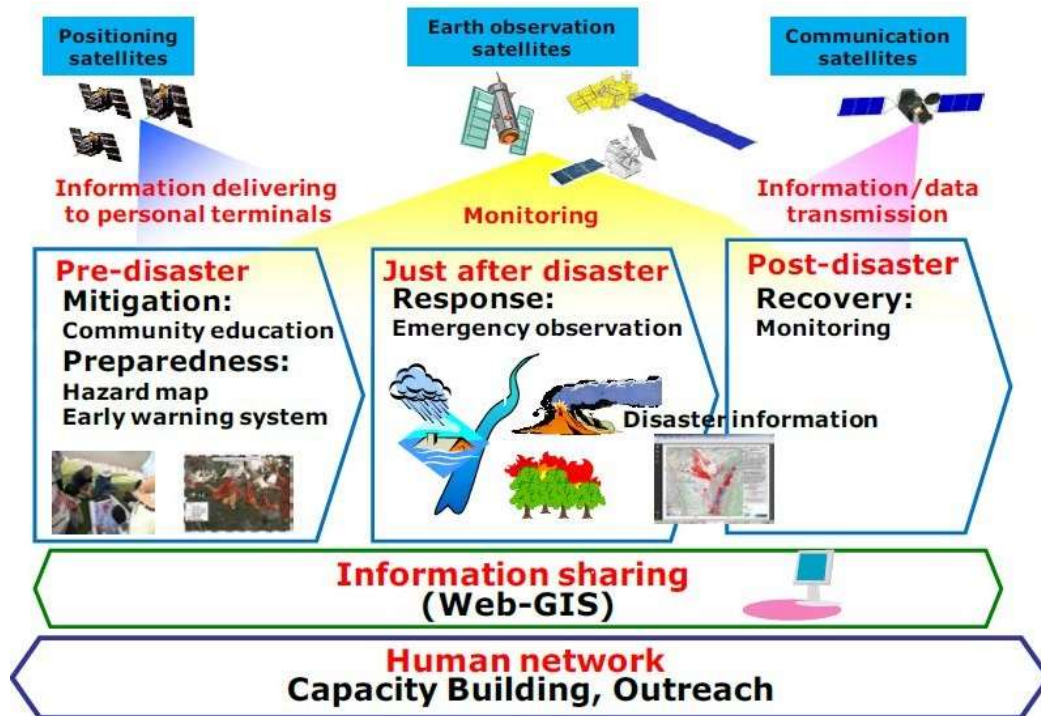 Positioning
satellites
Earth observation
satellites
Communication
satellites
Information delivering
to personal terminals
Monitoring
Information/data
transmission
Pre-disaster
Mitigation:
Community education
Preparedness:
Hazard map
Early warning system
Just after disaster
Response:
Emergency observation
Disaster information
Post-disaster
Recovery:
Monitoring
Information sharing
(Web-GIS)
Human network
Capacity Building, Outreach